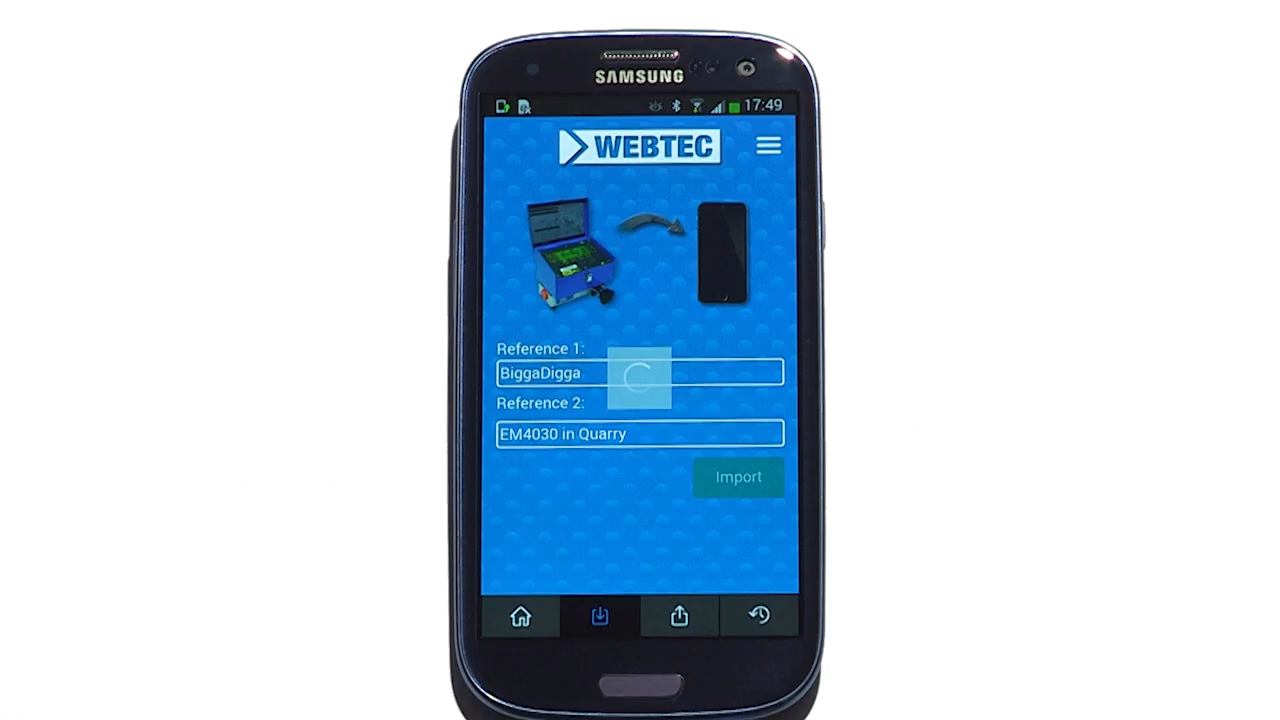 SAMSUNG
17:49
WEBTEC
Reference 1:
BiggaDigga
Reference 2:
EM4030 in Quarry
Import